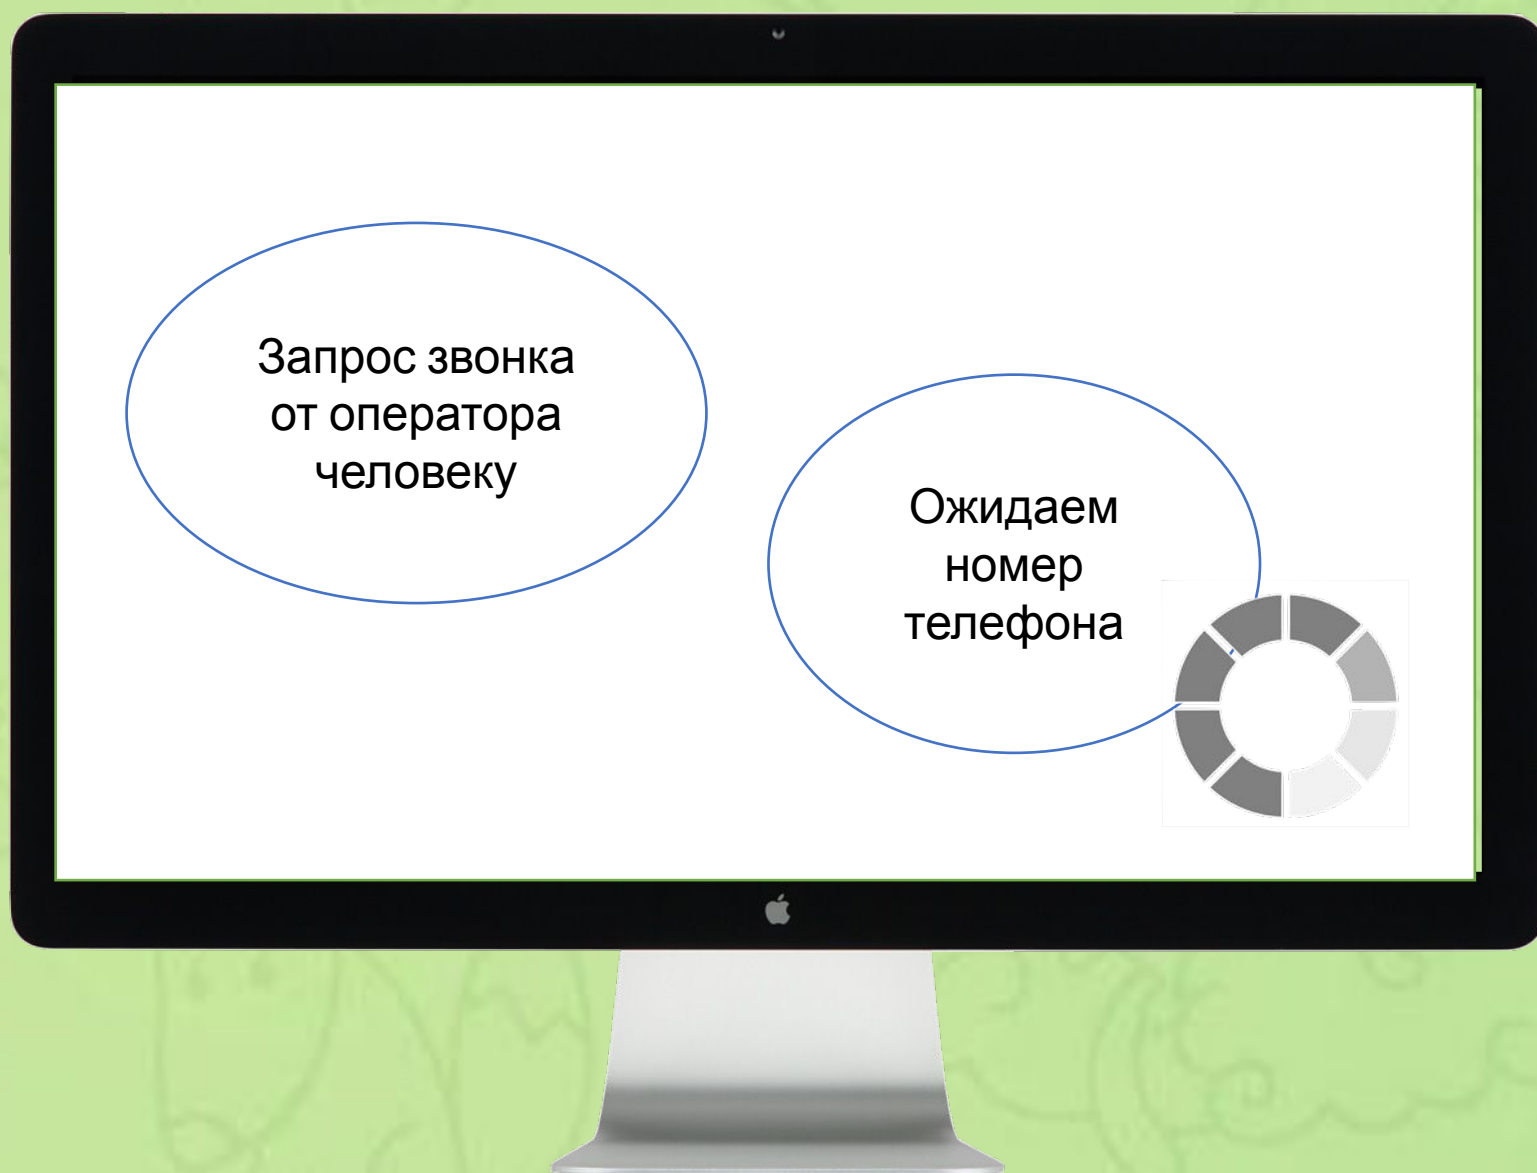 Запрос звонка
от оператора
человеку
Ожидаем
номер
телефона